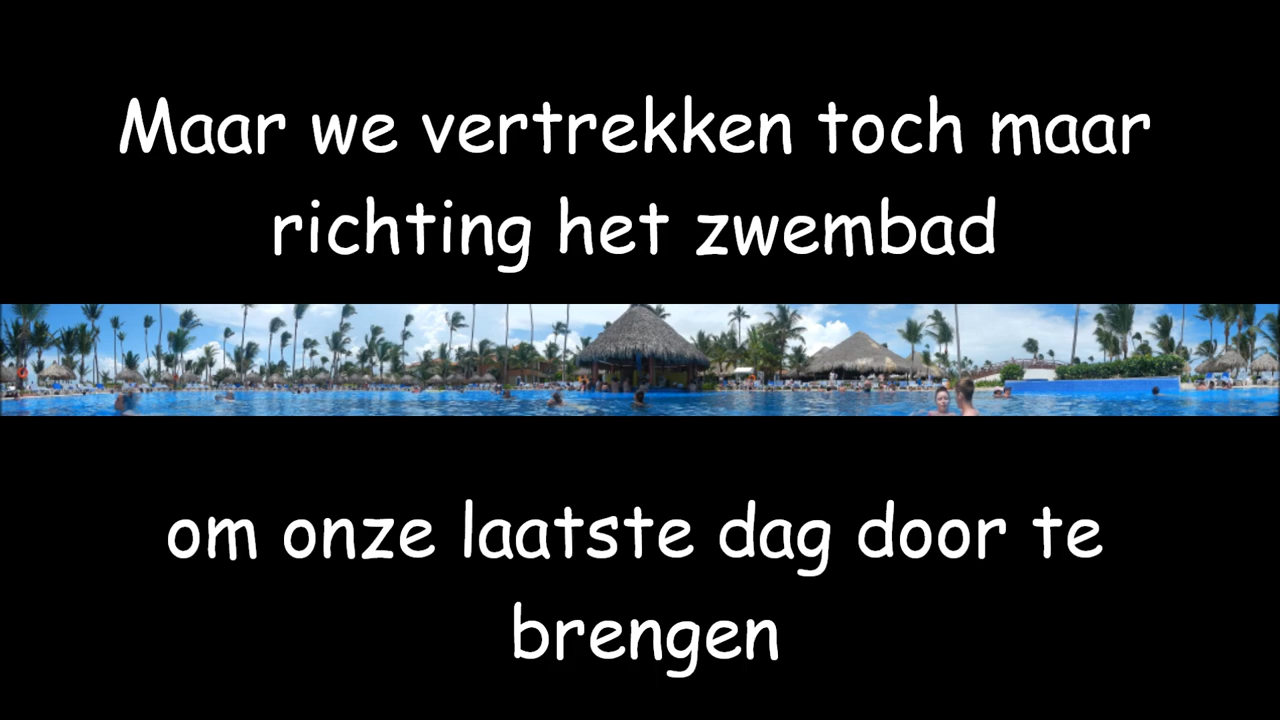 Maar we vertrekken toch maar
richting het zwembad
om onze laatste dag door te
brengen